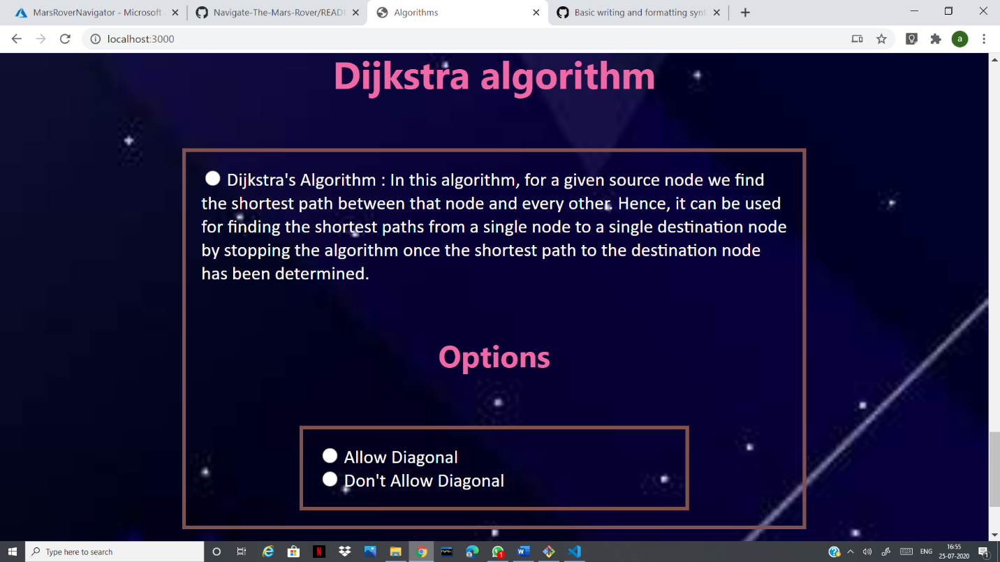 MarsRoverNavigator - Microsoft
Navigate-The-Mars-Rover/READ
Algorithms
Basic writing and formatting synt
localhost:3000
a
Dijkstra algorithm
Dijkstra's Algorithm : In this algorithm, for a given source node we find
the shortest path between that node and every other. Hence, it can be used
for finding the shortest paths from a single node to a single destination node
by stopping the algorithm once the shortest path to the destination node
has been determined.
Options
Allow Diagonal
Don't Allow Diagonal
Type here to search
ENG
16:55
25-07-2020